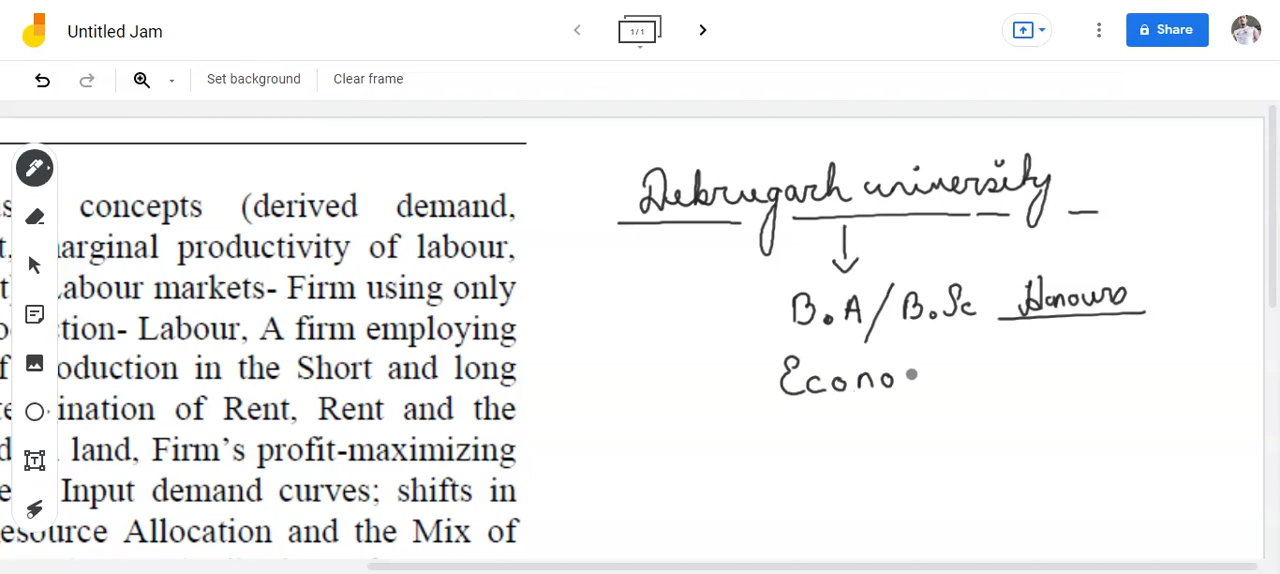 Untitled Jam
1/1
Share
Set background
Clear frame
concepts (derived demand,
arginal productivity of labour,
Labour markets- Firm using only
ction- Labour, A firm employing
oduction in the Short and long
ination of Rent, Rent and the
land, Firm's profit-maximizing
Input demand curves; shifts in
esource Allocation and the Mix of
Debrugarh university
B.A/B.Sc Honours
Econo